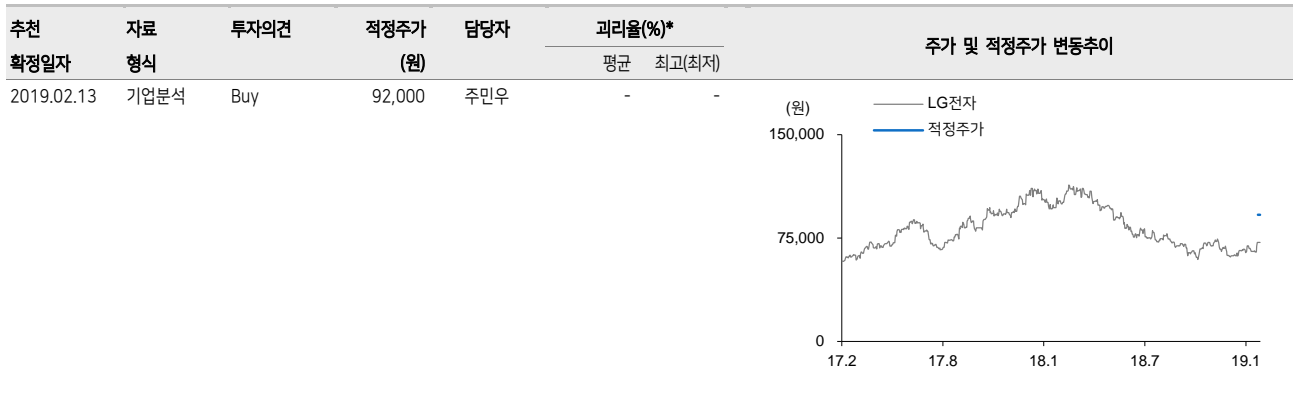 추천 자료 투자의견 적정주가 담당자 괴리율(%)* 주가 및 적정주가 변동추이
확정일자 형식 (원) 평균 최고(최저)
2019.02.13 기업분석 Buy 92,000 주민우 - -
(원)
LG전자
적정주가
150,000
75,000
0
17.2 17.8 18.1 18.7 19.1